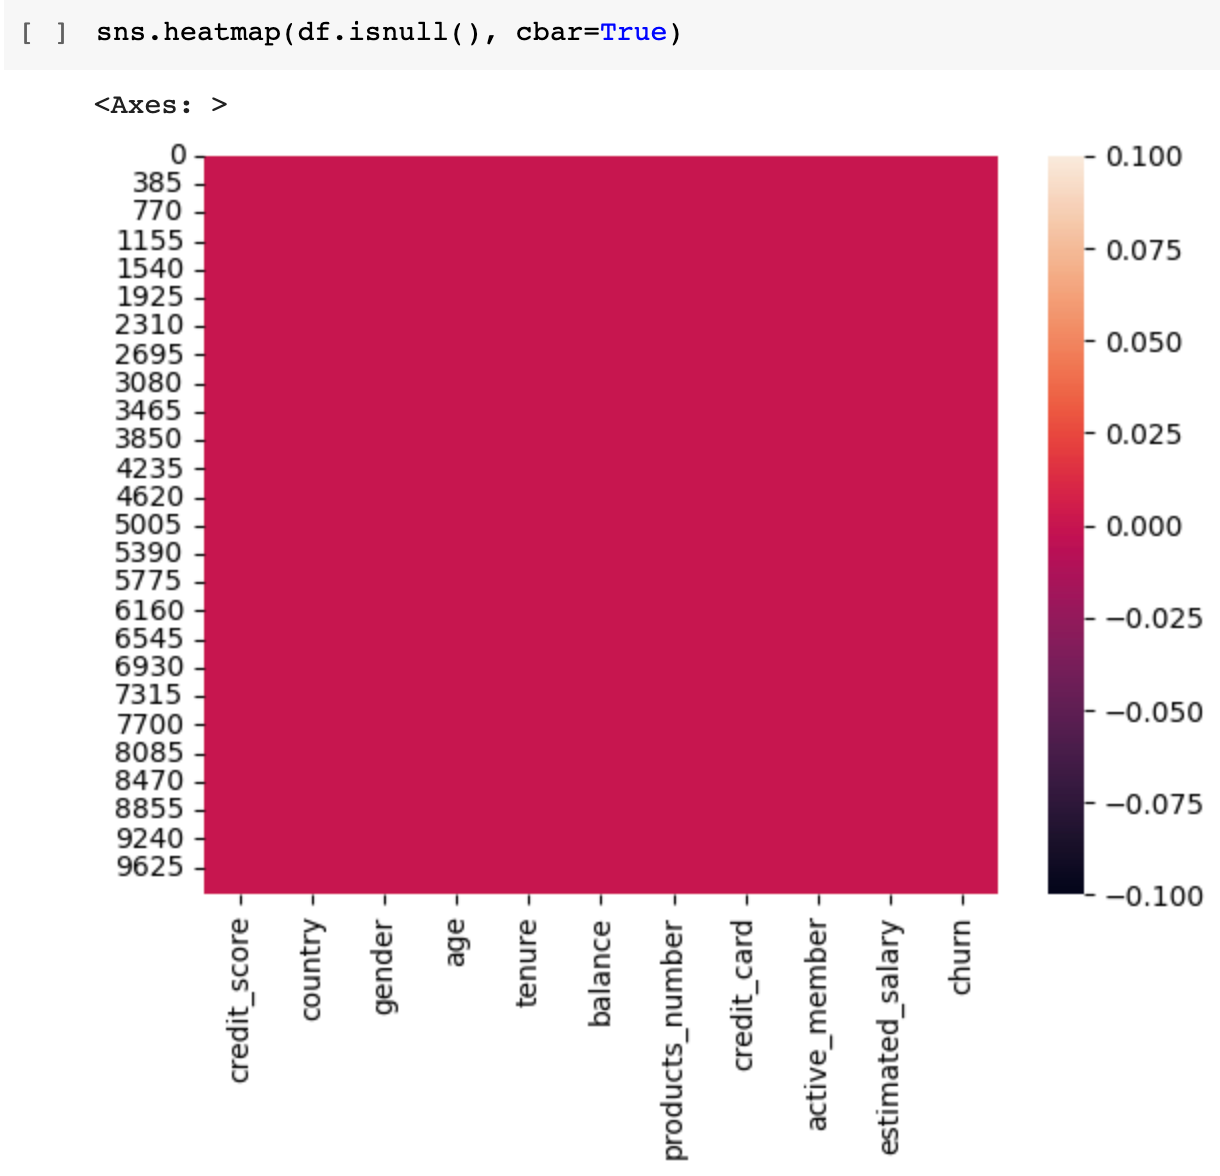 [ ] sns.heatmap(df.isnull(), cbar=True)
<Axes: >
0
385
770
1155
1540
1925
2310
2695
3080
3465
3850
4235
4620
5005
5390
5775
6160
6545
6930
7315
7700
8085
8470
8855
9240
9625
credit_score
country
gender
age
tenure
balance
products_number
credit_card
active_member
estimated_salary
churn
0.100
0.075
0.050
0.025
0.000
−0.025
−0.050
−0.075
−0.100